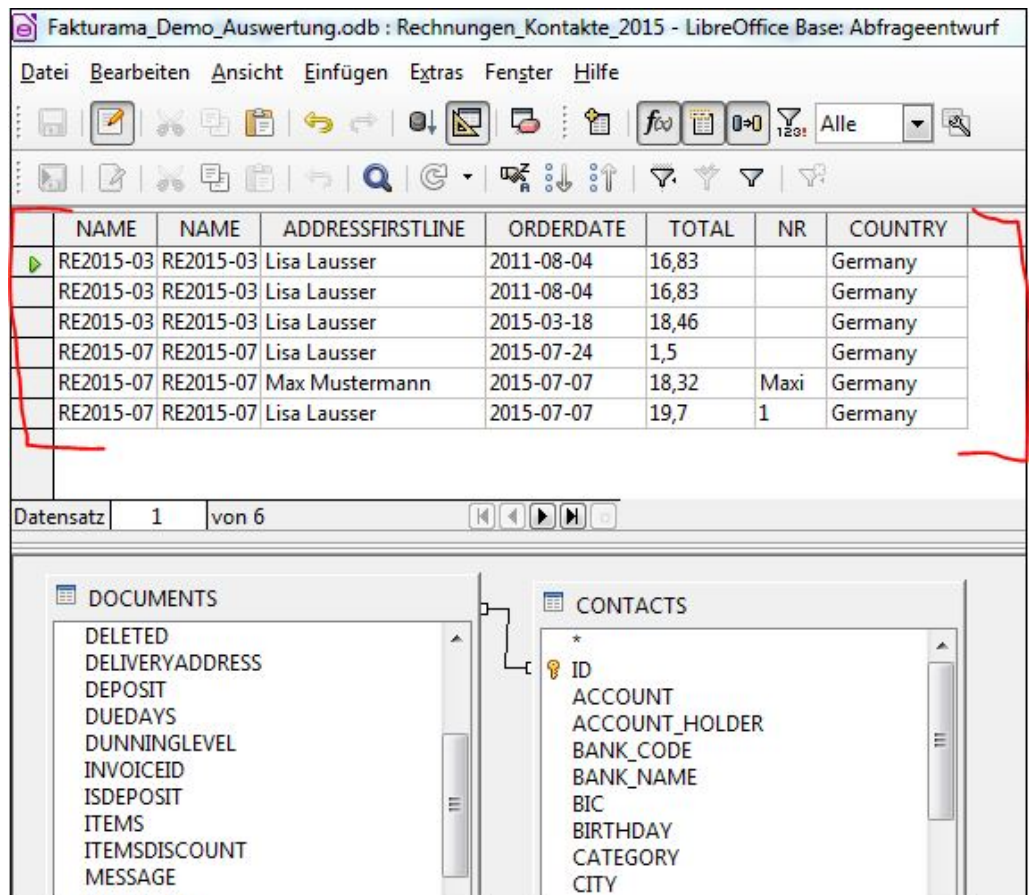 Fakturama_Demo_Auswertung.odb : Rechnungen_Kontakte_2015 - LibreOffice Base: Abfrageentwurf
Datei Bearbeiten Ansicht Einfügen Extras Fenster Hilfe
f(x) 123! Alle
Z A
NAME NAME ADDRESSFIRSTLINE ORDERDATE TOTAL NR COUNTRY
RE2015-03 RE2015-03 Lisa Lausser 2011-08-04 16,83 Germany
RE2015-03 RE2015-03 Lisa Lausser 2011-08-04 16,83 Germany
RE2015-03 RE2015-03 Lisa Lausser 2015-03-18 18,46 Germany
RE2015-07 RE2015-07 Lisa Lausser 2015-07-24 1,5 Germany
RE2015-07 RE2015-07 Max Mustermann 2015-07-07 18,32 Maxi Germany
RE2015-07 RE2015-07 Lisa Lausser 2015-07-07 19,7 1 Germany
Datensatz 1 von 6
DOCUMENTS
DELETED
DELIVERYADDRESS
DEPOSIT
DUEDAYS
DUNNINGLEVEL
INVOICEID
ISDEPOSIT
ITEMS
ITEMSDISCOUNT
MESSAGE
CONTACTS
*
ID
ACCOUNT
ACCOUNT_HOLDER
BANK_CODE
BANK_NAME
BIC
BIRTHDAY
CATEGORY
CITY